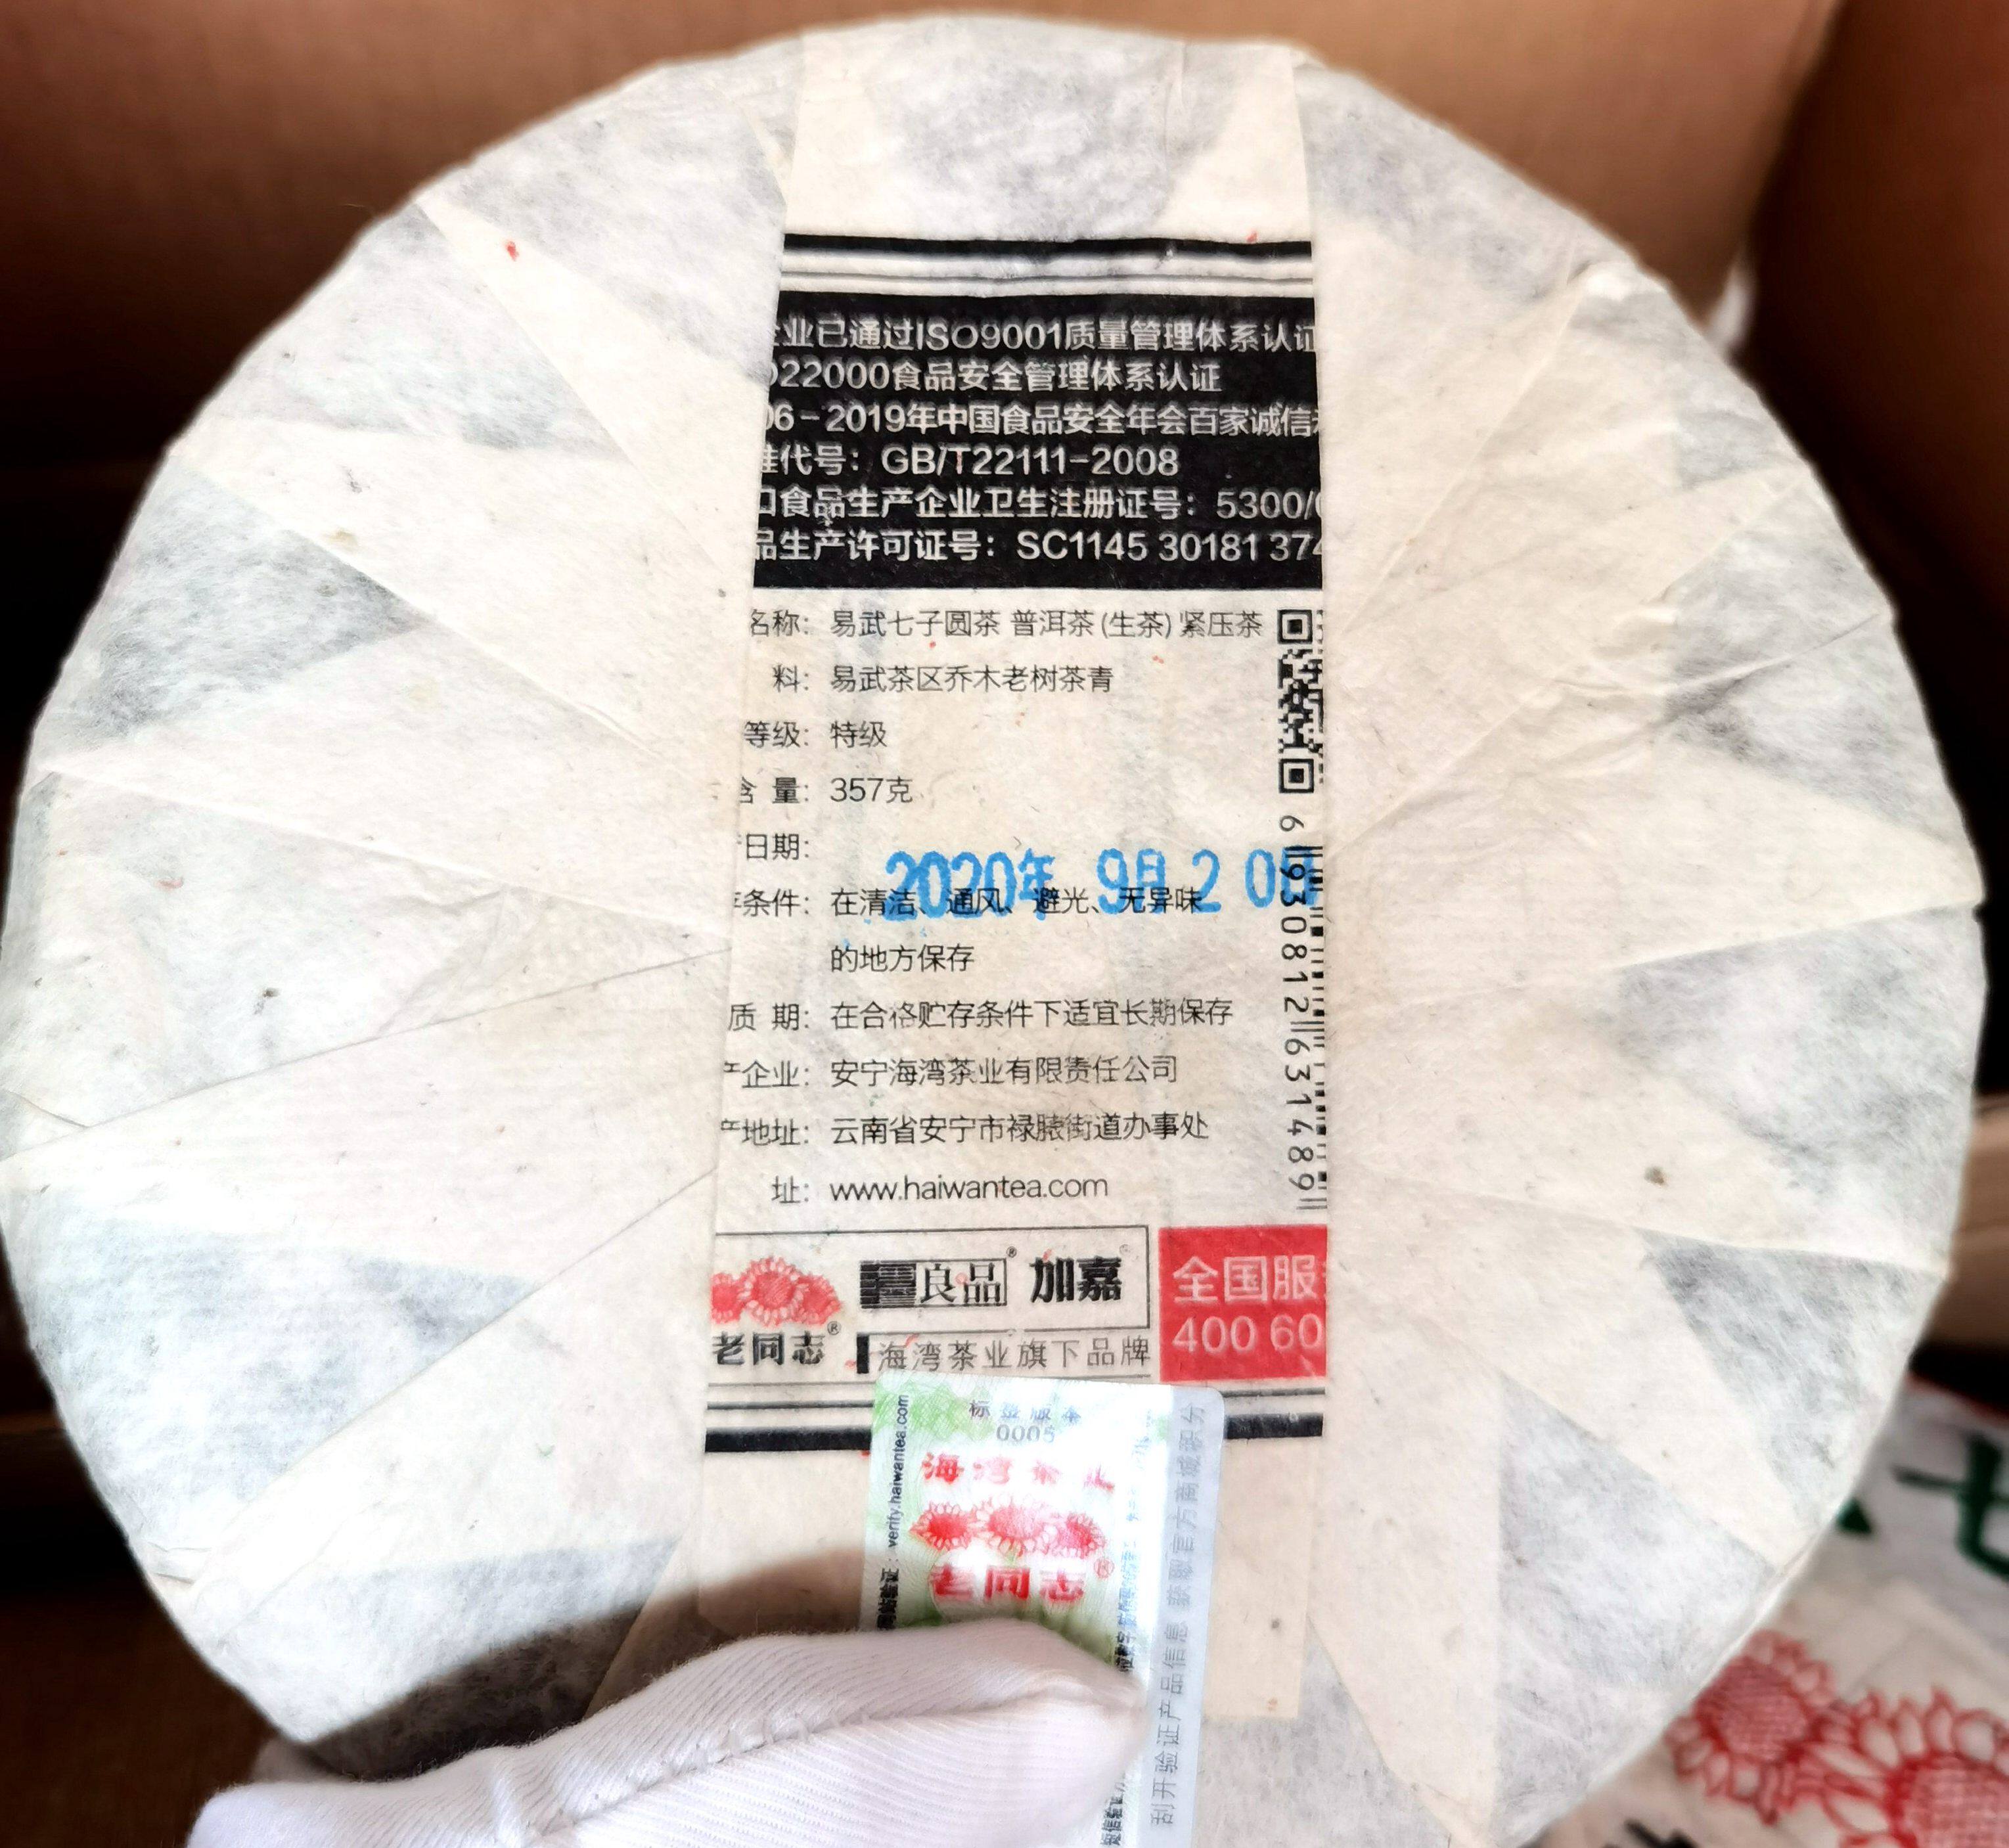 业已通过ISO9001质量管理体系认证
22000食品安全管理体系认证
06-2019年中国食品安全年会百家诚信
代号：GB/T22111-2008
口食品生产企业卫生注册证号：5300/
品生产许可证号：SC1145 30181 374
名称：易武七子圆茶 普洱茶(生茶) 紧压茶
料：易武茶区乔木老树茶青
等级：特级
含 量：357克
日期：
2020年 9月 20日
条件：在清洁、通风、避光、无异味
的地方保存
质 期：在合格贮存条件下适宜长期保存
企业：安宁海湾茶业有限责任公司
地址：云南省安宁市禄脿街道办事处
址：www.haiwantea.com
6 930812 631489
良品® 加嘉®
全国服
400 60
老同志®
海湾茶业旗下品牌
0005
海湾茶业
老同志®
verify.haiwantea.com
刮开验证产品信息 获取官方商城积分
七